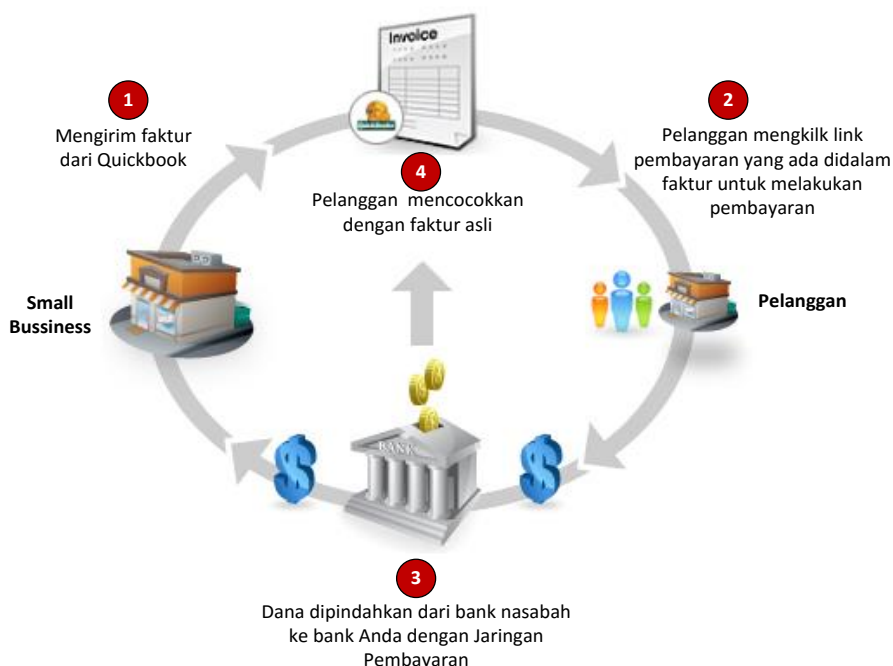 Invoice
1
Mengirim faktur
dari Quickbook
2
Pelanggan mengkilk link
pembayaran yang ada didalam
faktur untuk melakukan
pembayaran
4
Pelanggan mencocokkan
dengan faktur asli
Small
Bussiness
Pelanggan
BANK
3
Dana dipindahkan dari bank nasabah
ke bank Anda dengan Jaringan
Pembayaran